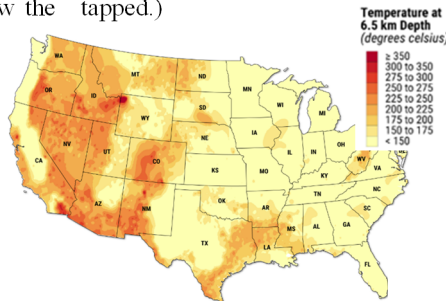 w the tapped.)
Temperature at
6.5 km Depth
(degrees celsius)
≥ 350
300 to 350
275 to 300
250 to 275
225 to 250
200 to 225
175 to 200
150 to 175
< 150
WA
MT
ND
MN
OR
ID
SD
WI
MI
WY
NE
IA
NV
UT
CO
IL
IN
OH
WV
VA
CA
KS
MO
KY
NC
AZ
NM
OK
AR
TN
SC
TX
LA
MS
AL
GA
FL